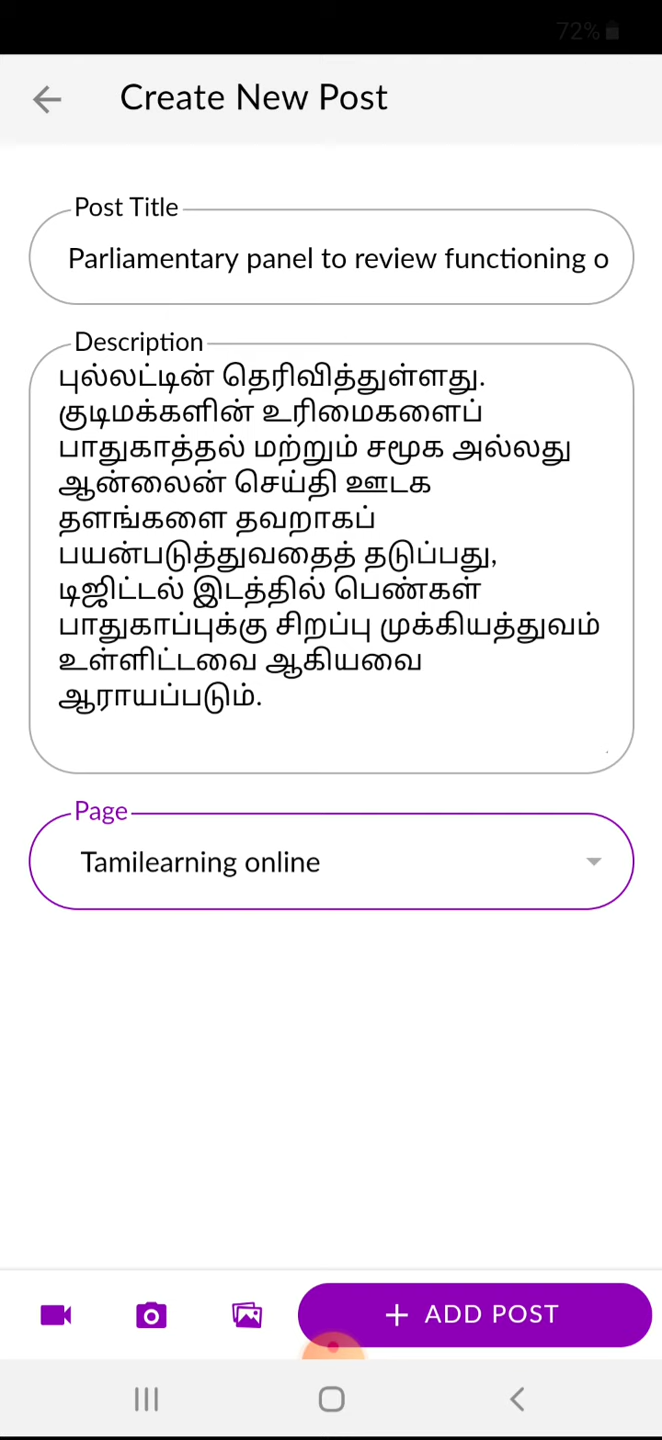 72%
Create New Post
Post Title
Parliamentary panel to review functioning o
Description
புல்லட்டின் தெரிவித்துள்ளது.
குடிமக்களின் உரிமைகளைப்
பாதுகாத்தல் மற்றும் சமூக அல்லது
ஆன்லைன் செய்தி ஊடக
தளங்களை தவறாகப்
பயன்படுத்துவதைத் தடுப்பது,
டிஜிட்டல் இடத்தில் பெண்கள்
பாதுகாப்புக்கு சிறப்பு முக்கியத்துவம்
உள்ளிட்டவை ஆகியவை
ஆராயப்படும்.
Page
Tamilearning online
+ ADD POST